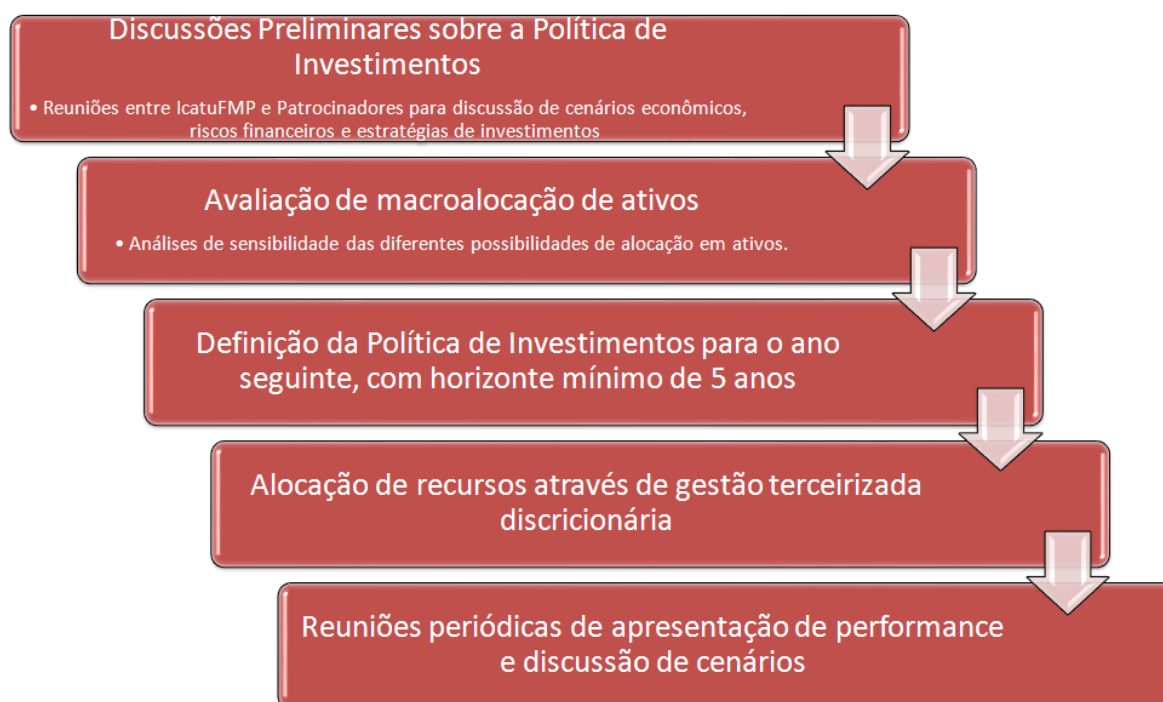 Discussões Preliminares sobre a Política de
Investimentos
• Reuniões entre IcatuFMP e Patrocinadores para discussão de cenários econômicos,
riscos financeiros e estratégias de investimentos
Avaliação de macroalocação de ativos
• Análises de sensibilidade das diferentes possibilidades de alocação em ativos.
Definição da Política de Investimentos para o ano
seguinte, com horizonte mínimo de 5 anos
Alocação de recursos através de gestão terceirizada
discricionária
Reuniões periódicas de apresentação de performance
e discussão de cenários